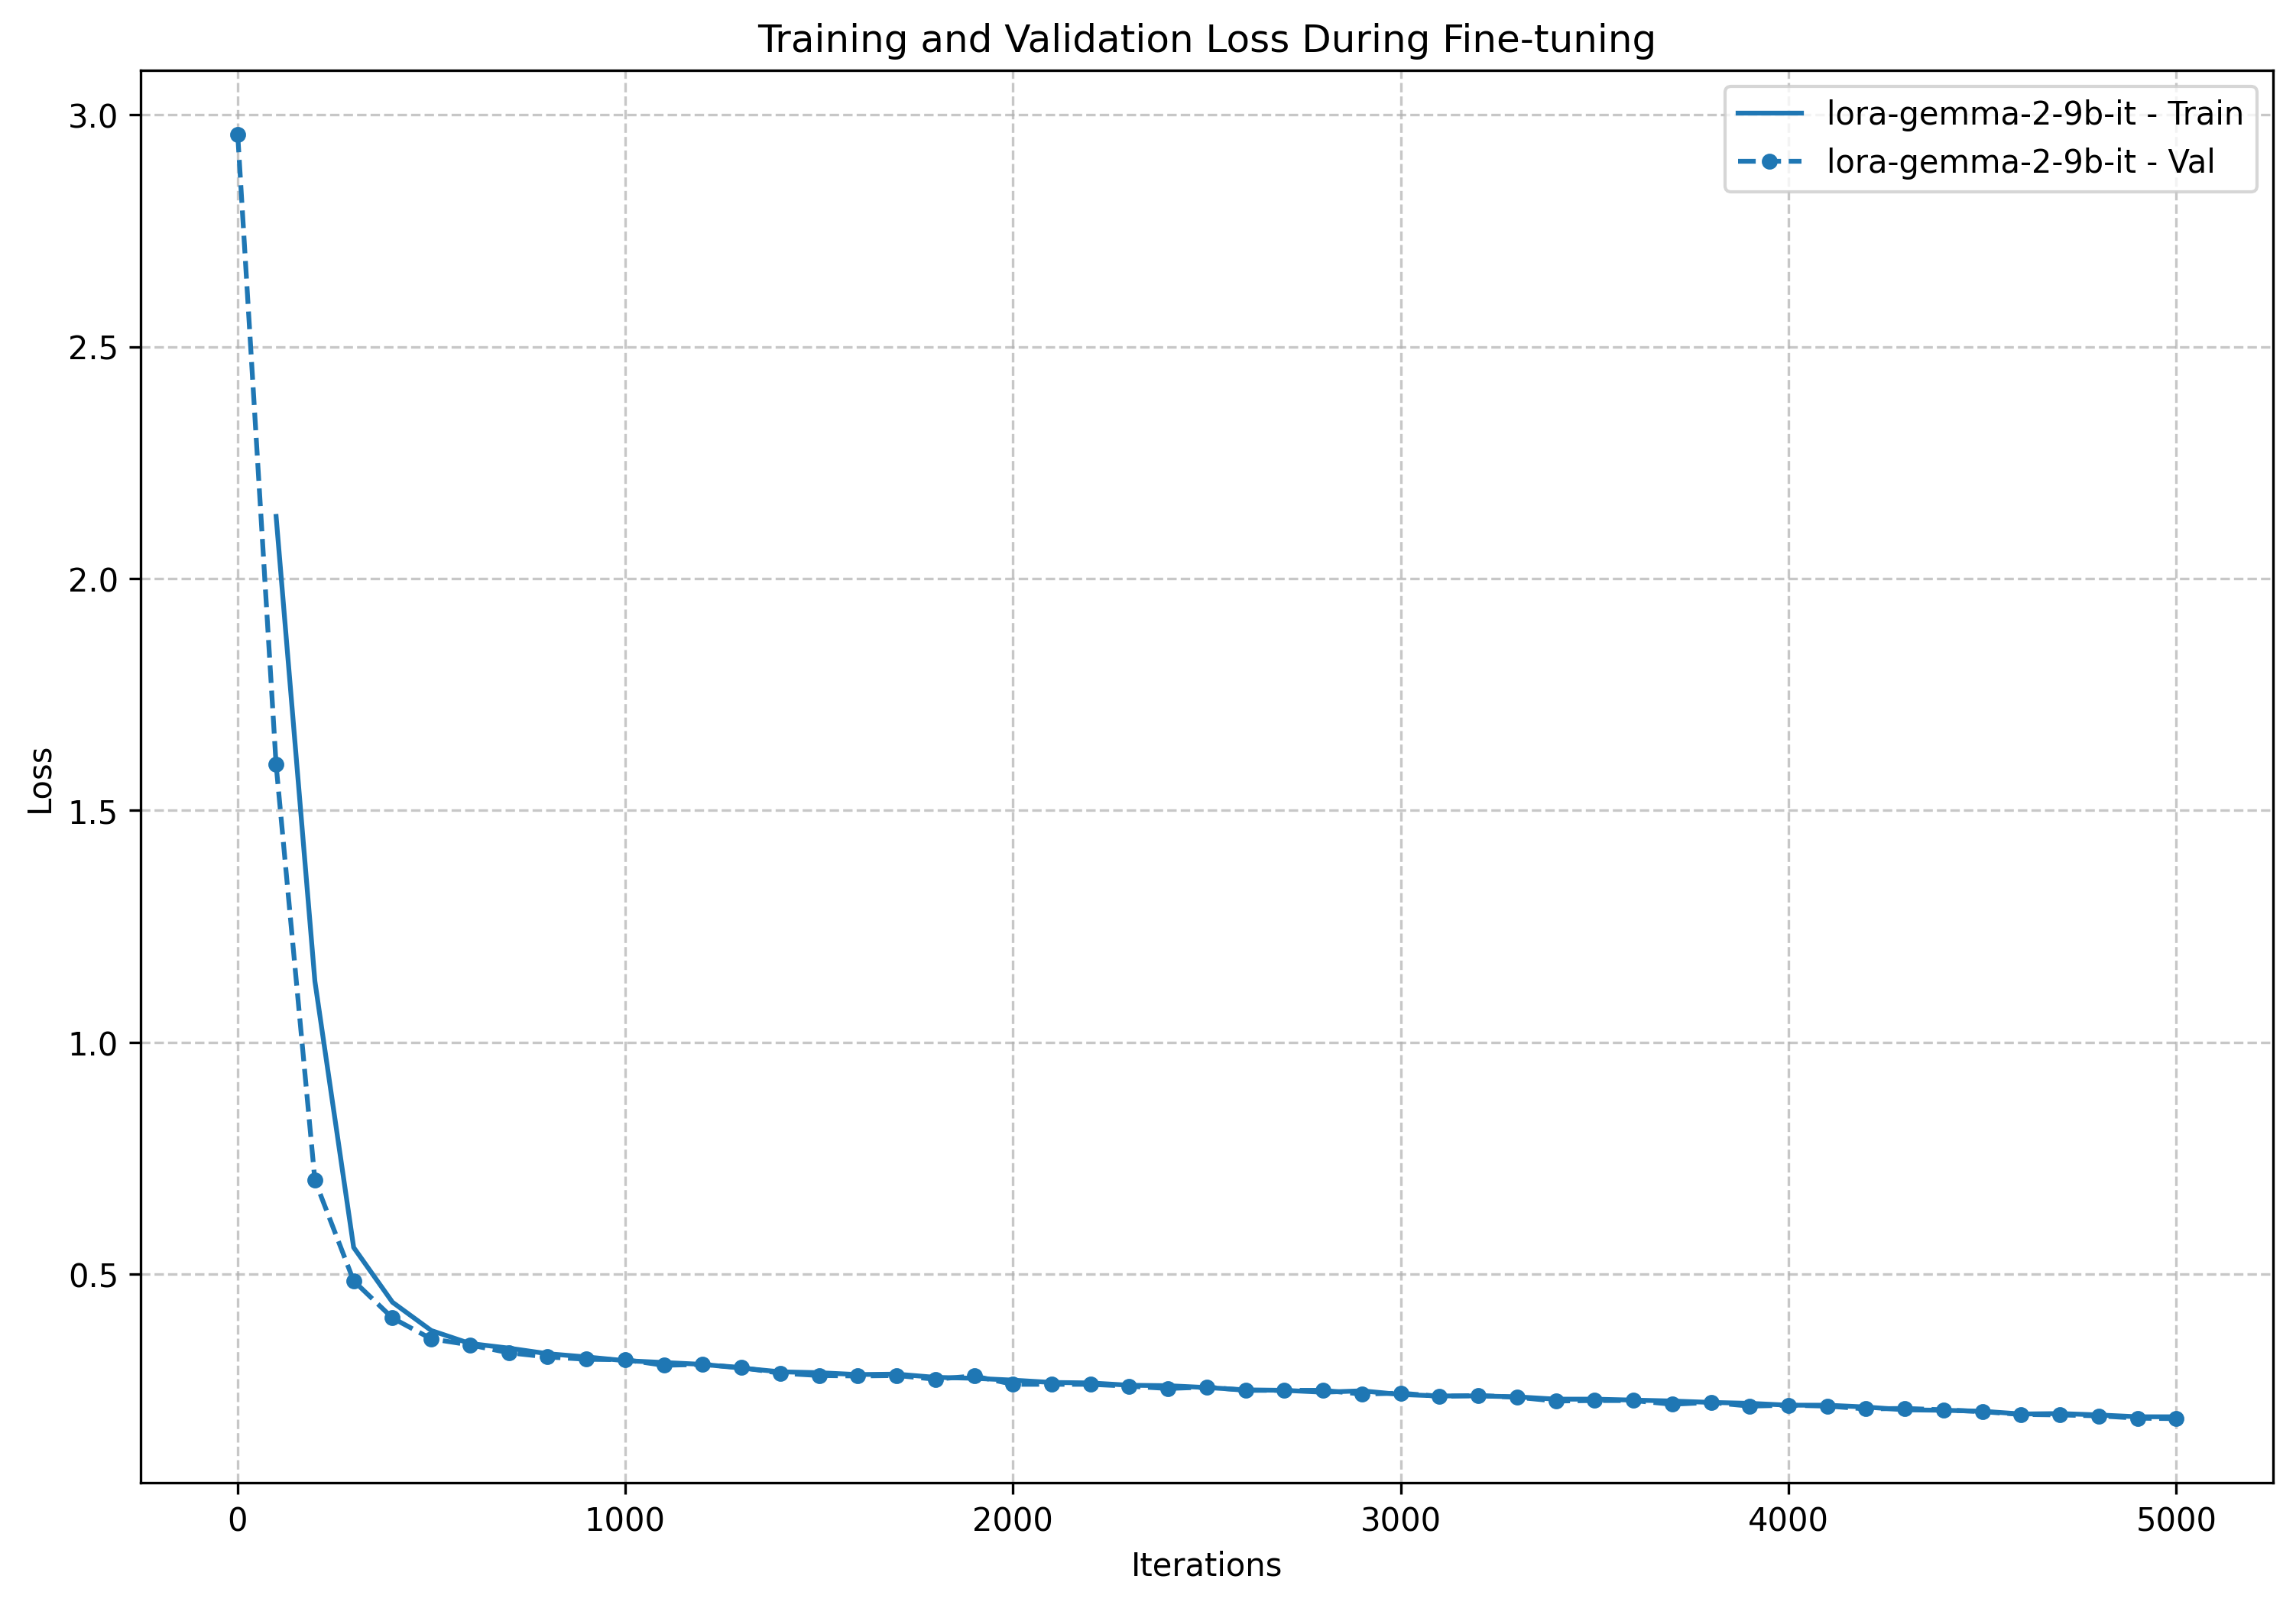 Training and Validation Loss During Fine-tuning
lora-gemma-2-9b-it - Train
lora-gemma-2-9b-it - Val
Loss
3.0
2.5
2.0
1.5
1.0
0.5
0
1000
2000
3000
4000
5000
Iterations